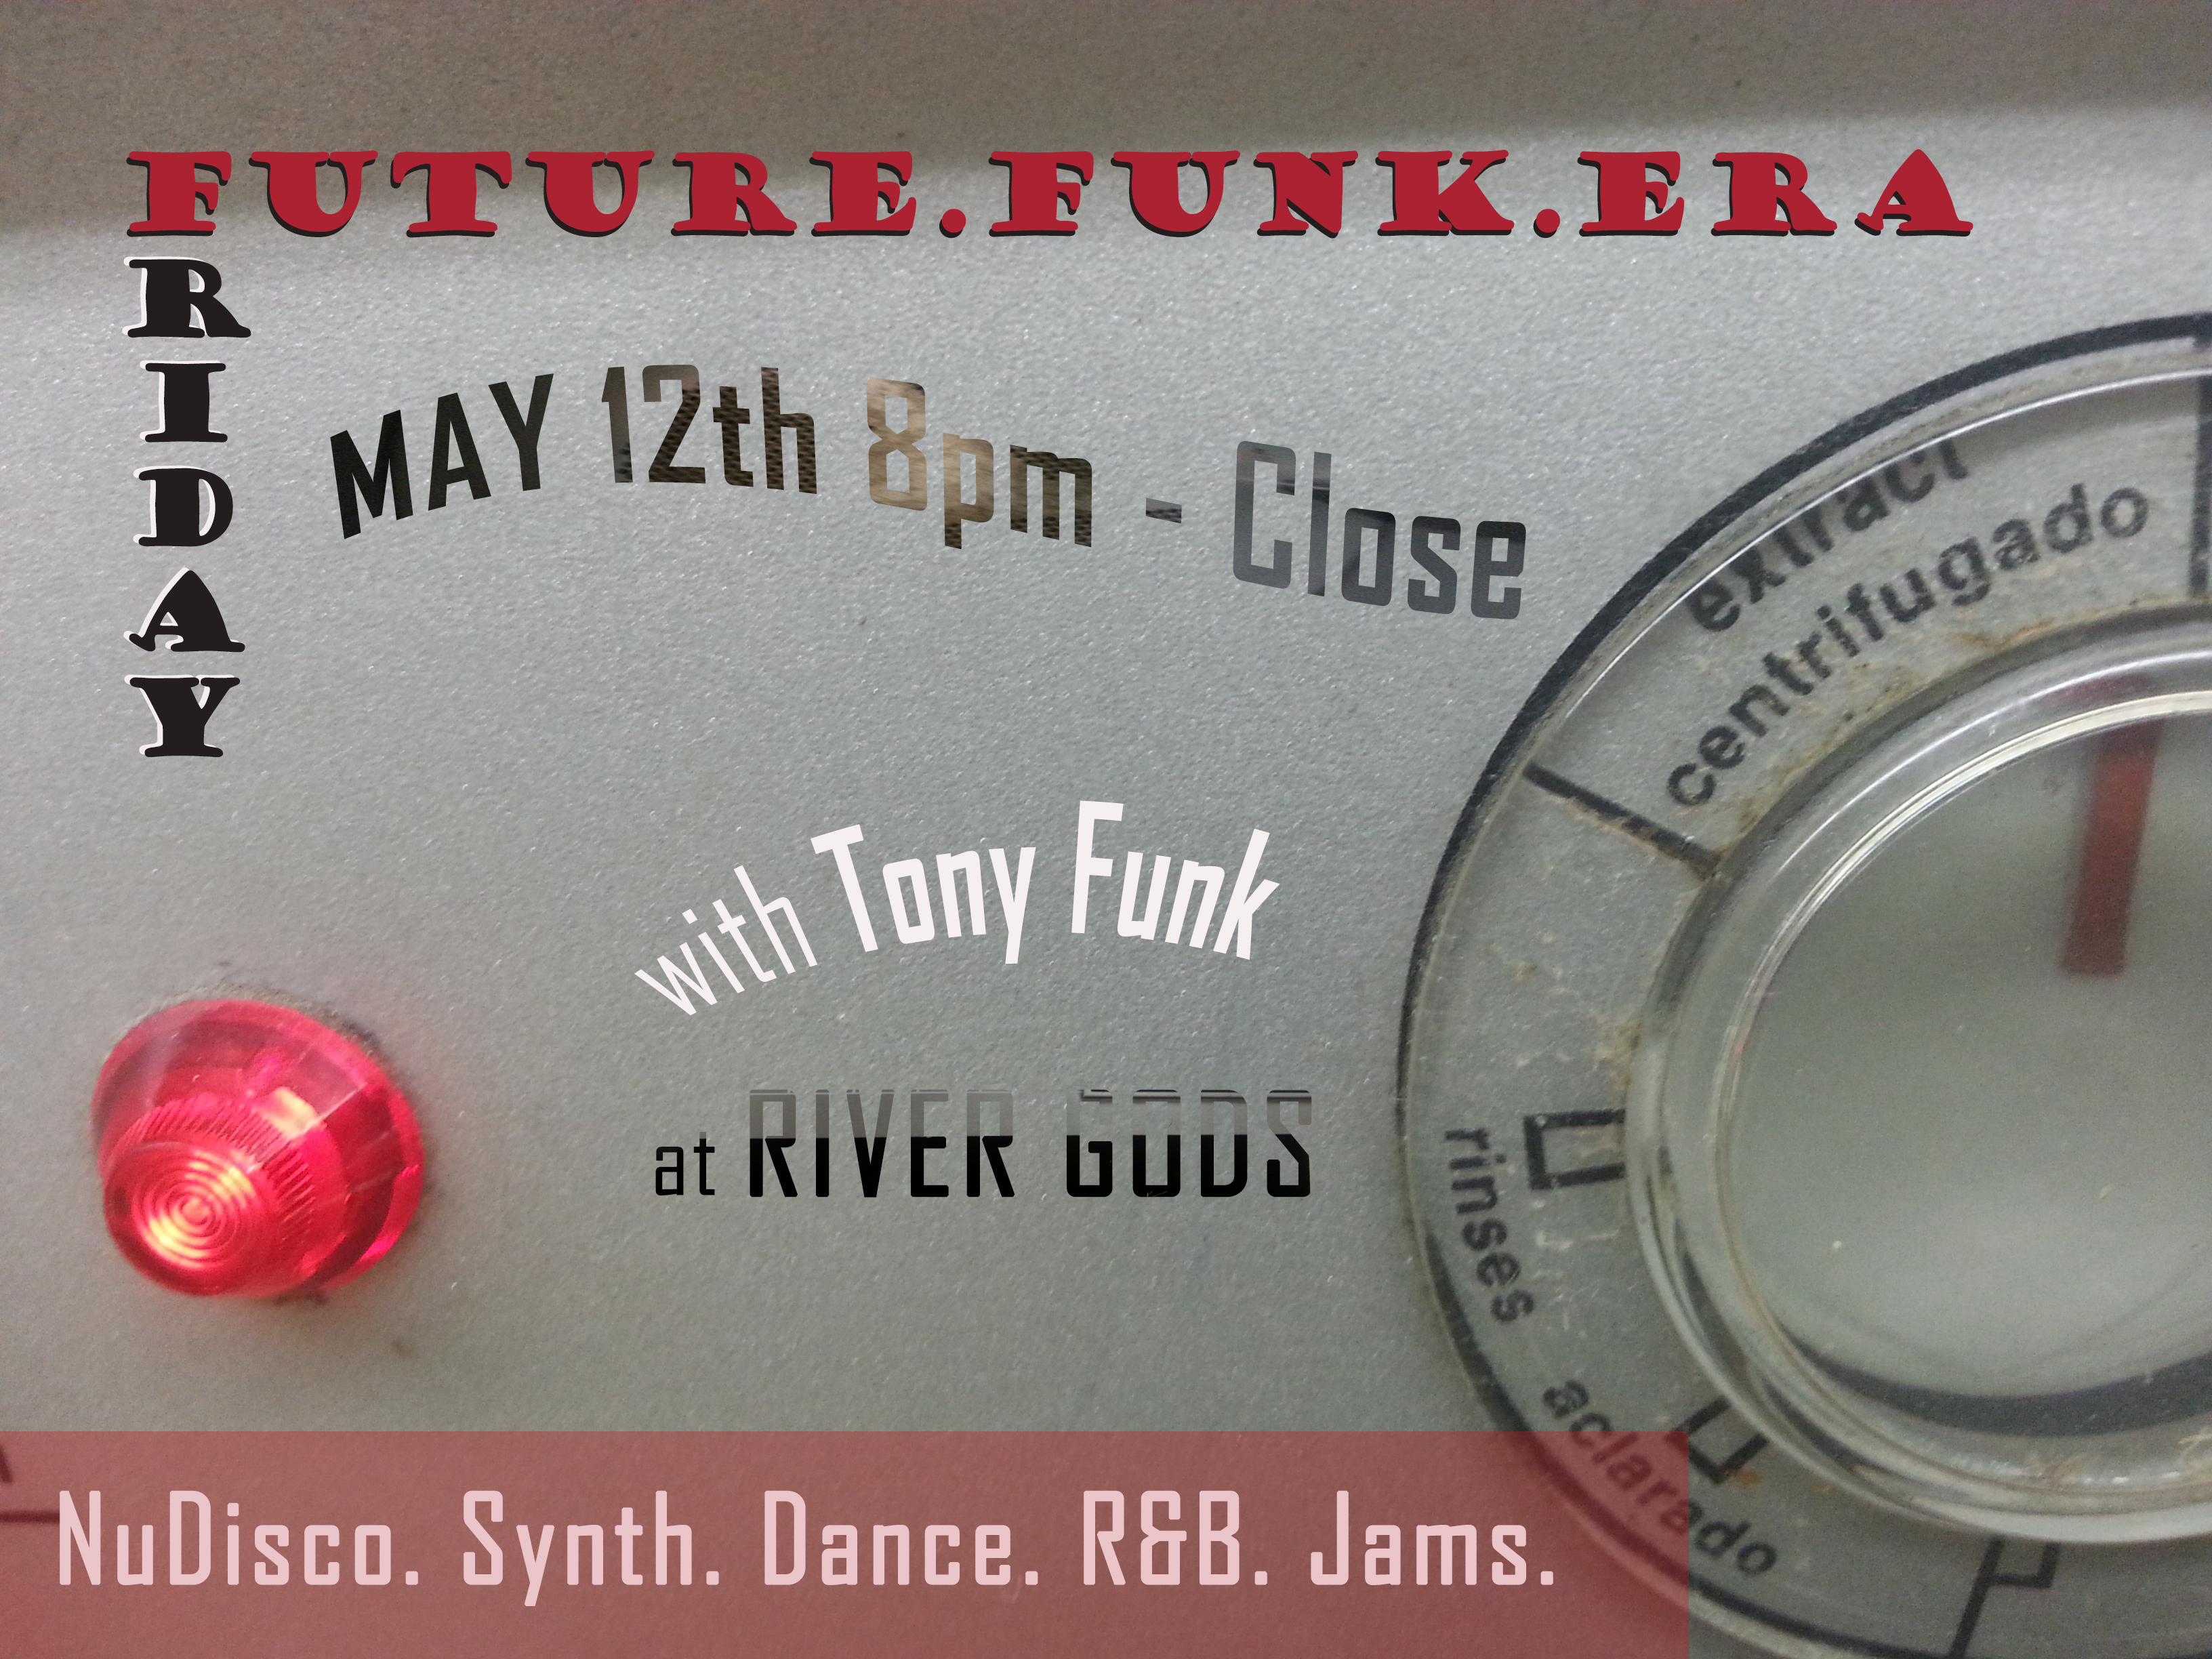 FUTURE.FUNK.ERA
FRIDAY
MAY 12th 8pm - Close
extract
centrifugado
with Tony Funk
at RIVER GODS
rinses
aclarado
NuDisco. Synth. Dance. R&B. Jams.